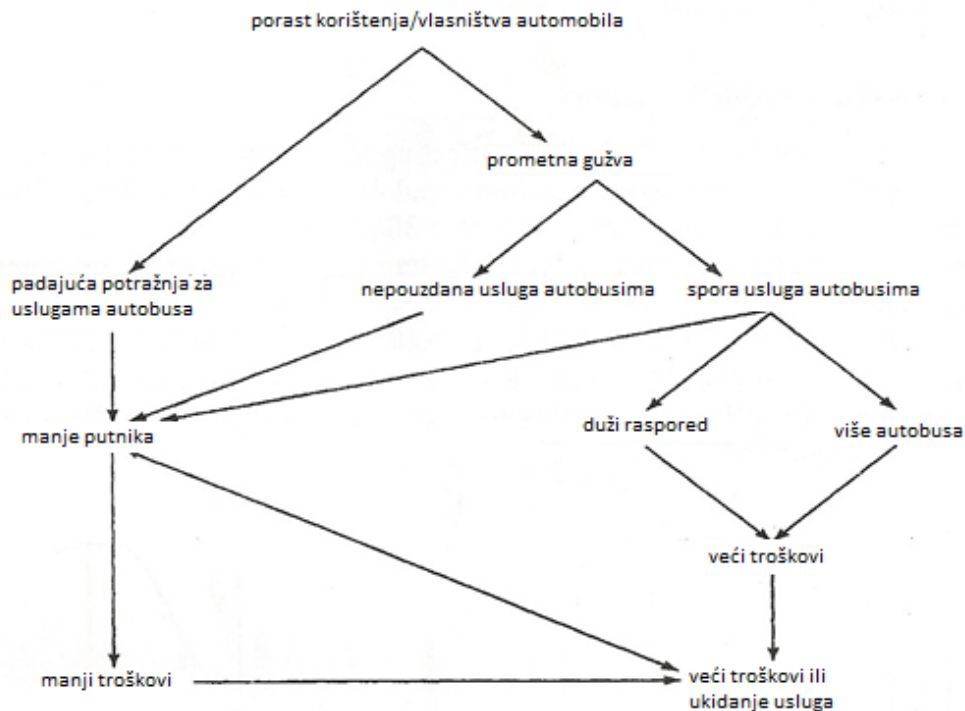 porast korištenja/vlasništva automobila
prometna gužva
padajuća potražnja za
uslugama autobusa
nepouzdana usluga autobusima
spora usluga autobusima
manje putnika
duži raspored
više autobusa
veći troškovi
manji troškovi
veći troškovi ili
ukidanje usluga